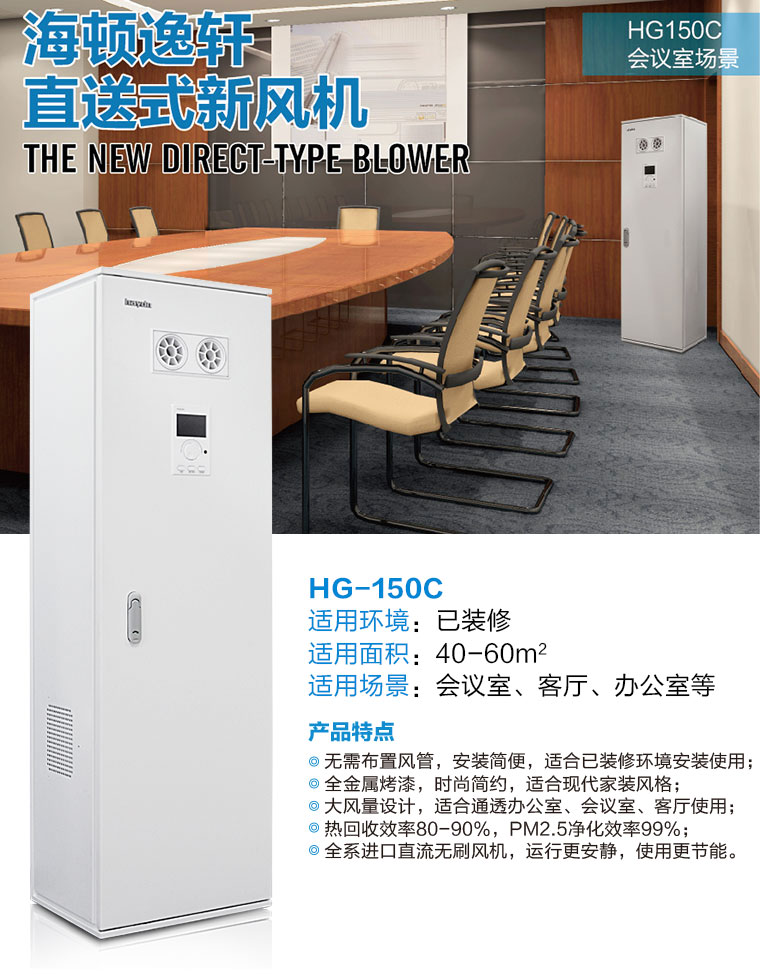 海顿逸轩
直送式新风机
THE NEW DIRECT-TYPE BLOWER
HG150C
会议室场景
HG-150C
适用环境：已装修
适用面积：40-60m²
适用场景：会议室、客厅、办公室等
产品特点
◎ 无需布置风管，安装简便，适合已装修环境安装使用；
◎ 全金属烤漆，时尚简约，适合现代家装风格；
◎ 大风量设计，适合通透办公室、会议室、客厅使用；
◎ 热回收效率80-90%，PM2.5净化效率99%；
◎ 全系进口直流无刷风机，运行更安静，使用更节能。